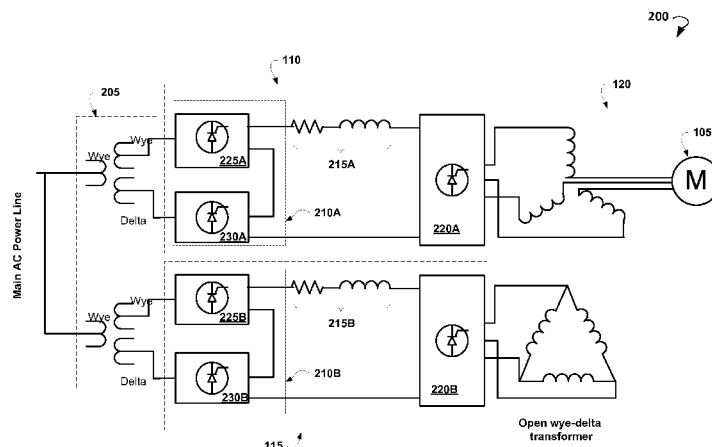 200
110
205
120
105
Wye
Wye
225A
215A
M
Delta
230A
210A
220A
Main AC Power Line
Wye
Wye
225B
215B
Delta
230B
210B
220B
Open wye-delta
transformer
115